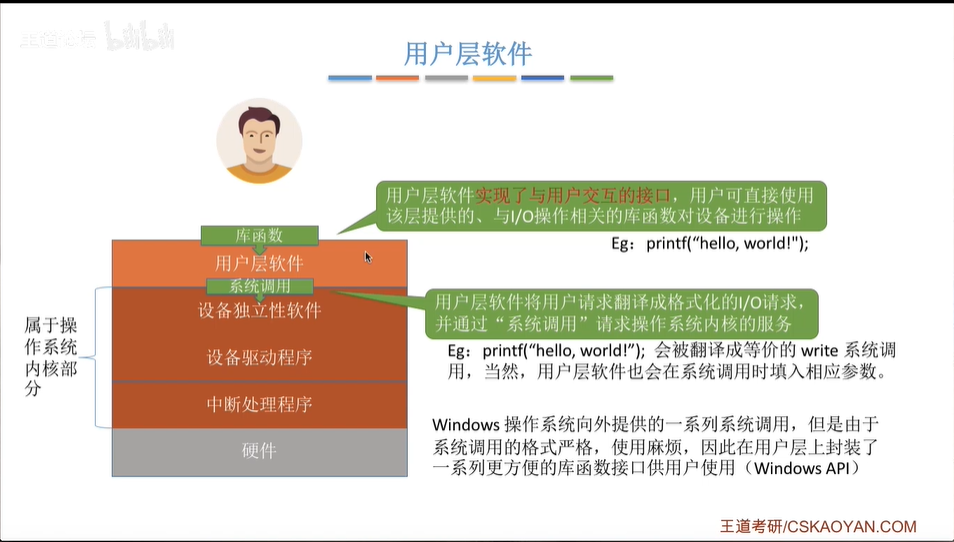 王道考研
bilibili
用户层软件
用户层软件实现了与用户交互的接口，用户可直接使用
该层提供的、与I/O操作相关的库函数对设备进行操作
Eg：printf(“hello, world!");
库函数
用户层软件
系统调用
设备独立性软件
设备驱动程序
中断处理程序
硬件
属于操
作系统
内核部
分
用户层软件将用户请求翻译成格式化的I/O请求，
并通过“系统调用”请求操作系统内核的服务
Eg：printf(“hello, world!”); 会被翻译成等价的 write 系统调
用，当然，用户层软件也会在系统调用时填入相应参数。
Windows 操作系统向外提供的一系列系统调用，但是由于
系统调用的格式严格，使用麻烦，因此在用户层上封装了
一系列更方便的库函数接口供用户使用（Windows API）
王道考研/CSKAOYAN.COM